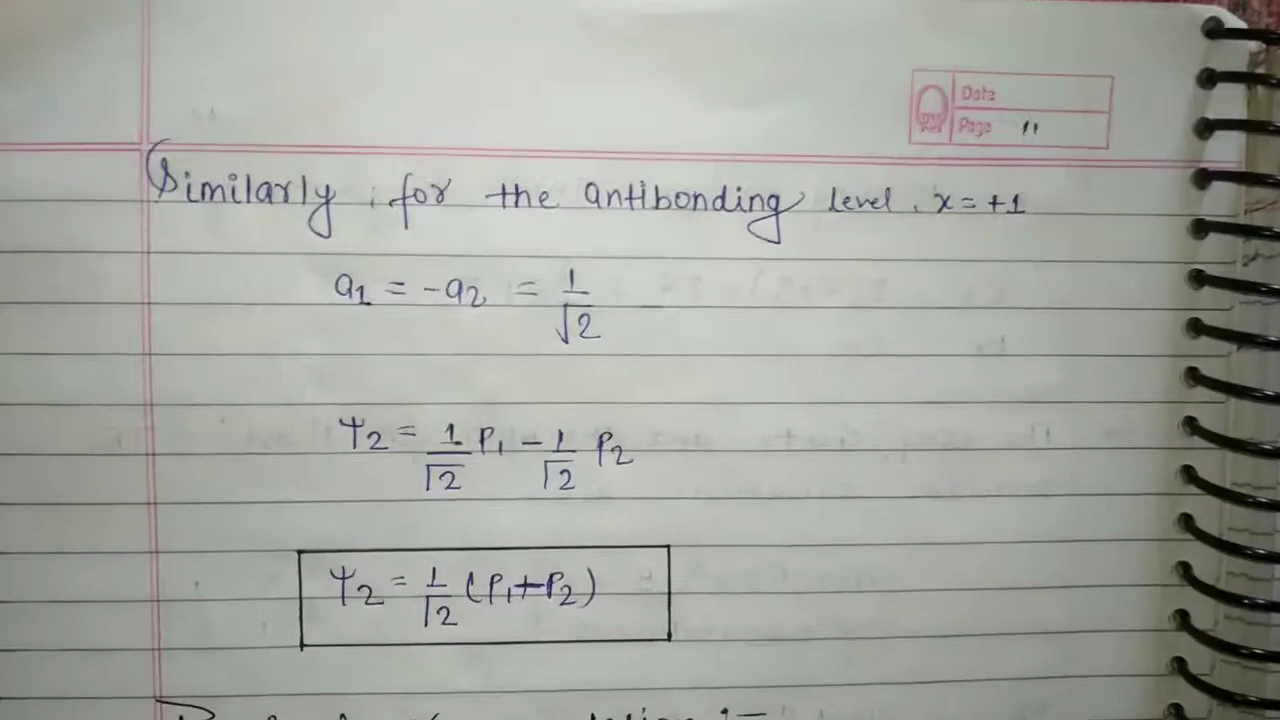 Date
Page 11
Similarly, for the antibonding level, x = +1
a₁ = -a₂ = 1/√2
Ψ₂ = 1/√2 P₁ - 1/√2 P₂
Ψ₂ = 1/√2 (P₁+P₂)